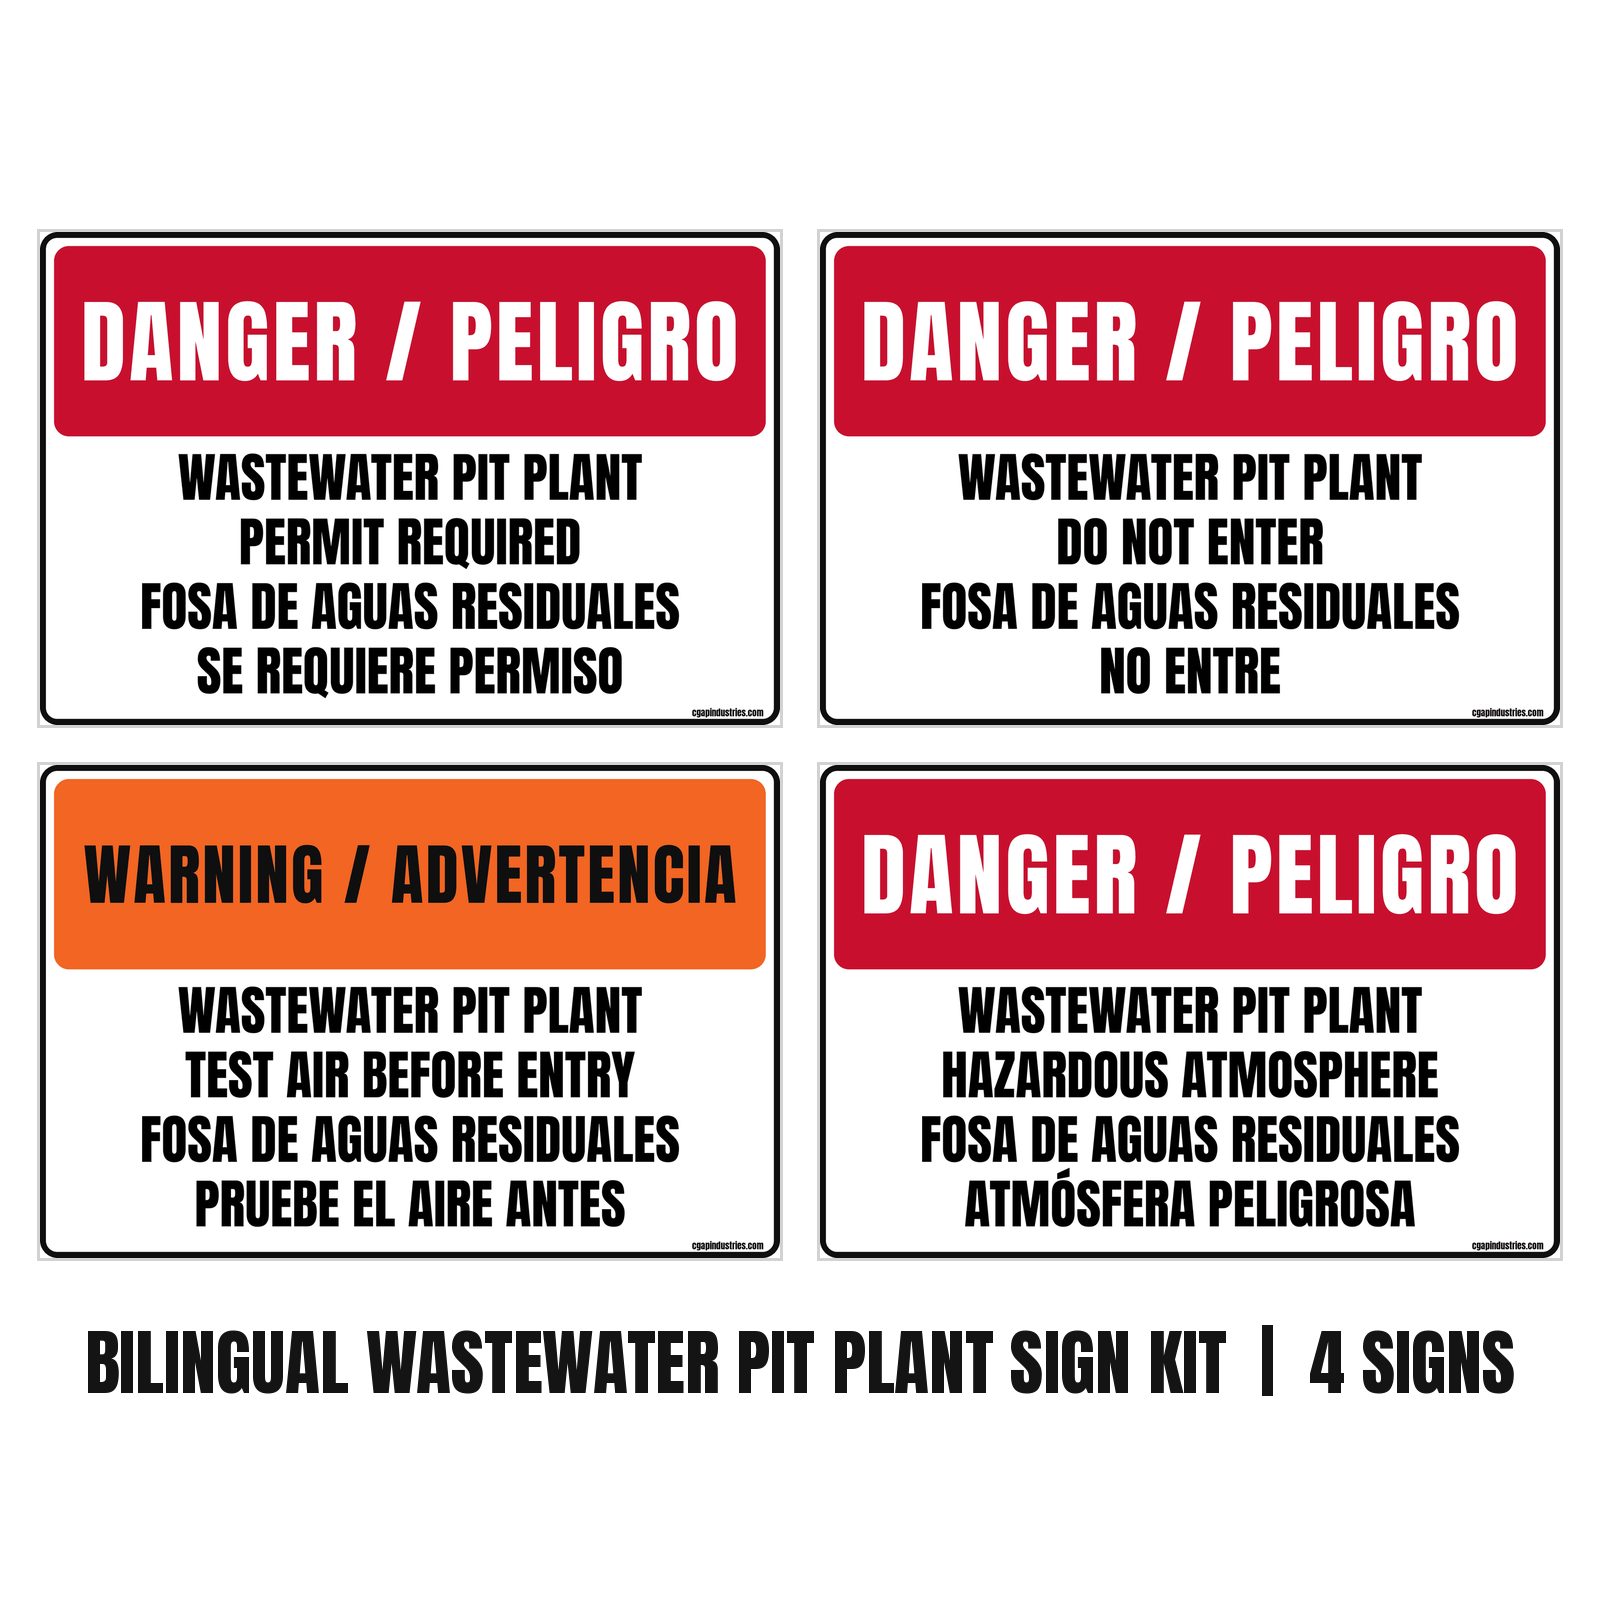 DANGER / PELIGRO
WASTEWATER PIT PLANT
PERMIT REQUIRED
FOSA DE AGUAS RESIDUALES
SE REQUIERE PERMISO
cgapindustries.com
DANGER / PELIGRO
WASTEWATER PIT PLANT
DO NOT ENTER
FOSA DE AGUAS RESIDUALES
NO ENTRE
cgapindustries.com
WARNING / ADVERTENCIA
WASTEWATER PIT PLANT
TEST AIR BEFORE ENTRY
FOSA DE AGUAS RESIDUALES
PRUEBE EL AIRE ANTES
cgapindustries.com
DANGER / PELIGRO
WASTEWATER PIT PLANT
HAZARDOUS ATMOSPHERE
FOSA DE AGUAS RESIDUALES
ATMÓSFERA PELIGROSA
cgapindustries.com
BILINGUAL WASTEWATER PIT PLANT SIGN KIT | 4 SIGNS